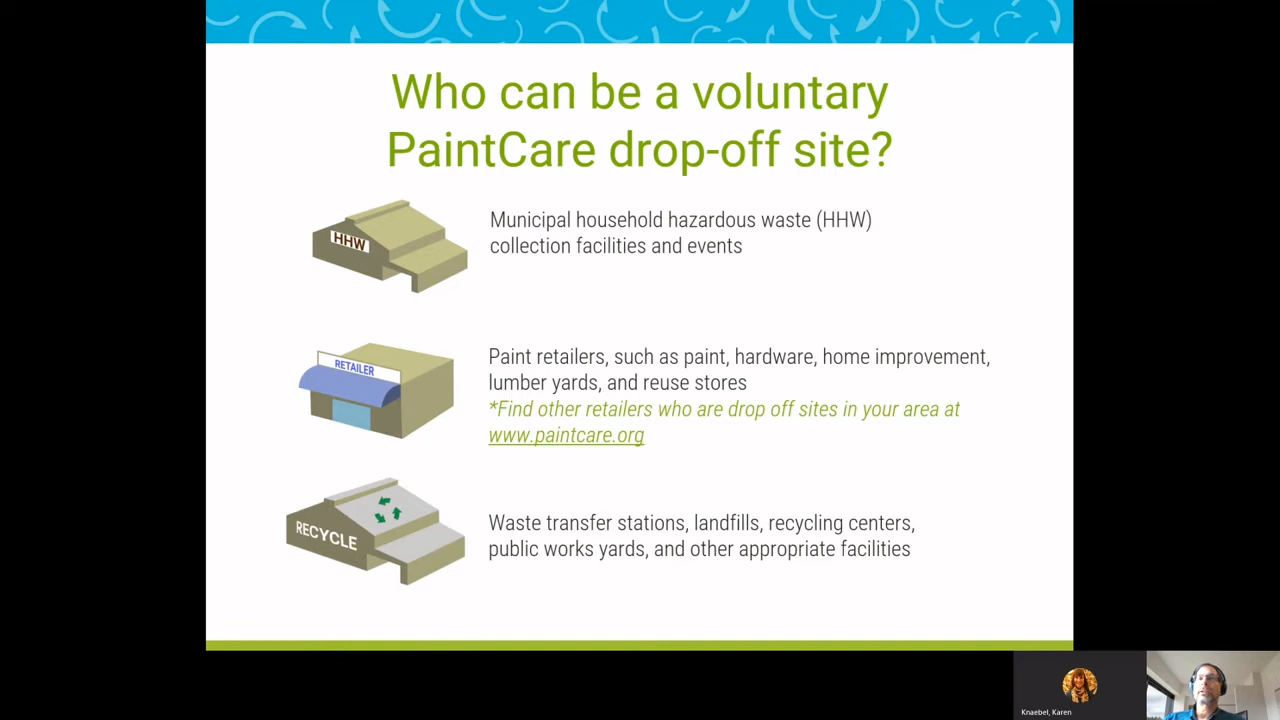 Who can be a voluntary
PaintCare drop-off site?
HHW
Municipal household hazardous waste (HHW)
collection facilities and events
RETAILER
Paint retailers, such as paint, hardware, home improvement,
lumber yards, and reuse stores
*Find other retailers who are drop off sites in your area at
www.paintcare.org
RECYCLE
Waste transfer stations, landfills, recycling centers,
public works yards, and other appropriate facilities
Knaebel, Karen